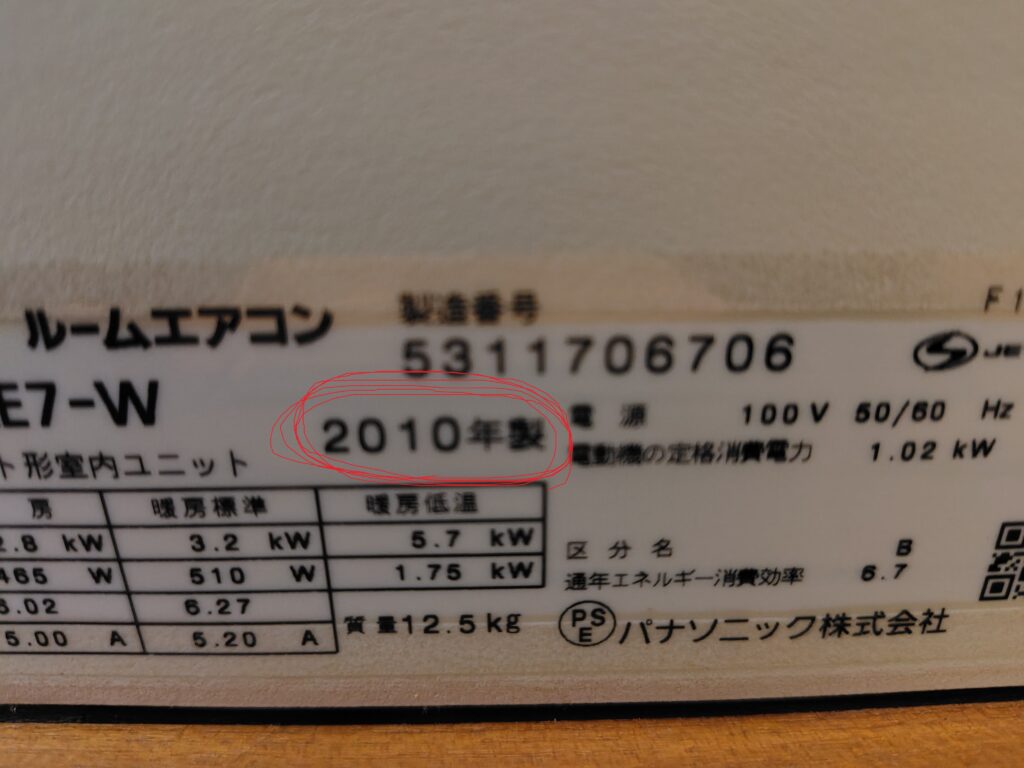 ルームエアコン
製造番号
5311706706
F1
JE
E7-W
2010年製
電源 100V 50/60 Hz
電動機の定格消費電力 1.02 kW
ト形室内ユニット
房 暖房標準 暖房低温
2.8 kW 3.2 kW 5.7 kW
465 W 510 W 1.75 kW
6.27
5.00 A 5.20 A
質量12.5kg
区分名 B
通年エネルギー消費効率 6.7
PSE パナソニック株式会社